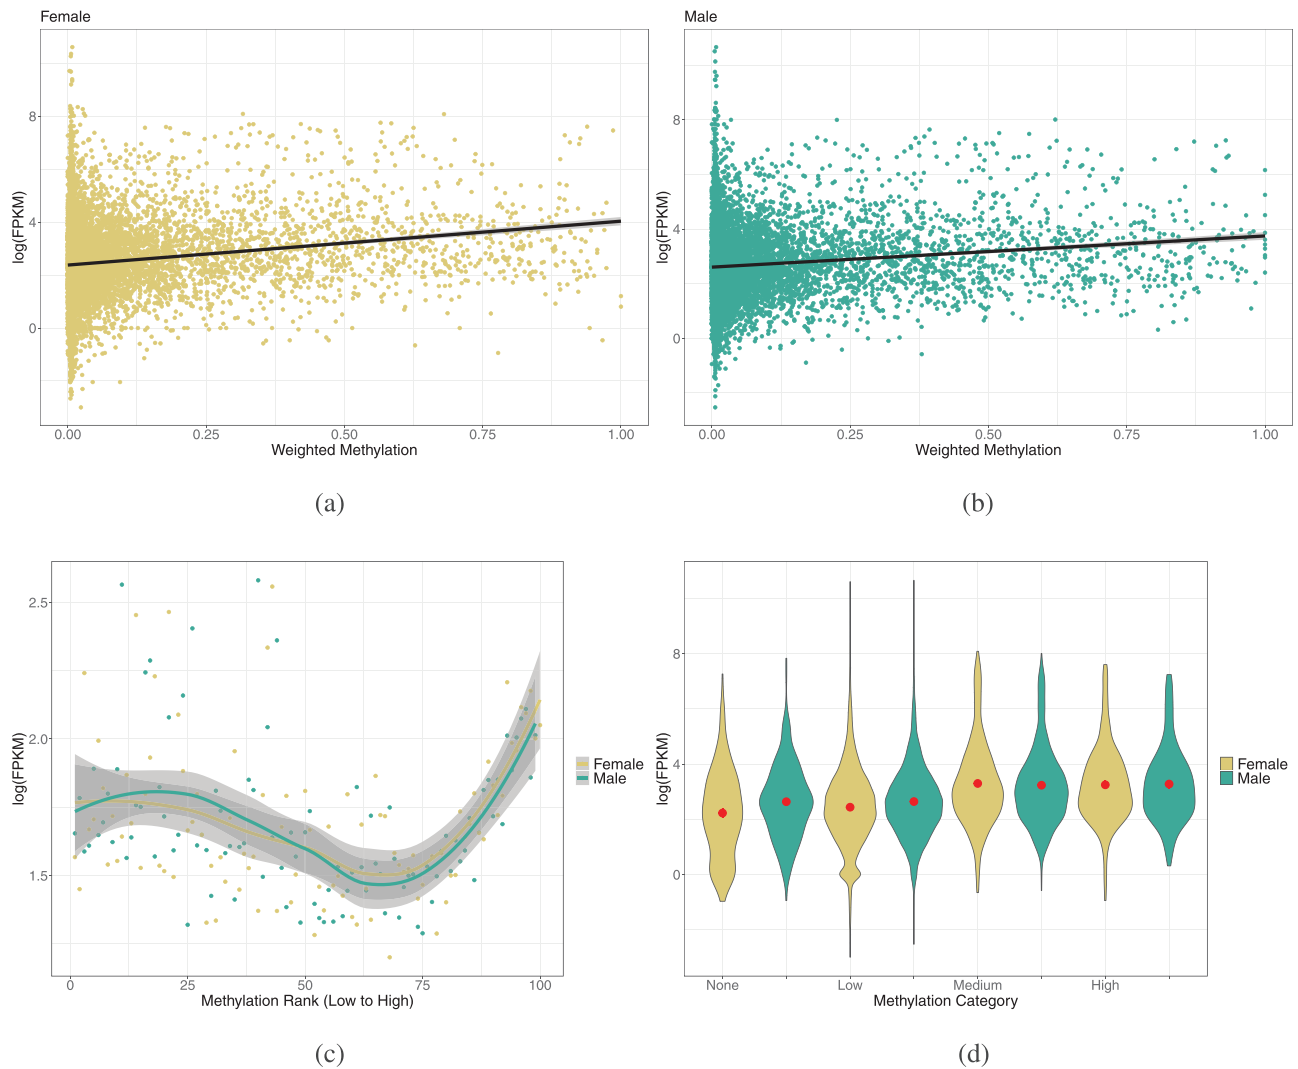 Female
log(FPKM)
8
4
0
0.00 0.25 0.50 0.75 1.00
Weighted Methylation
(a)
Male
log(FPKM)
8
4
0
0.00 0.25 0.50 0.75 1.00
Weighted Methylation
(b)
log(FPKM)
2.5
2.0
1.5
0 25 50 75 100
Methylation Rank (Low to High)
Female
Male
(c)
log(FPKM)
8
4
0
None Low Medium High
Methylation Category
Female
Male
(d)